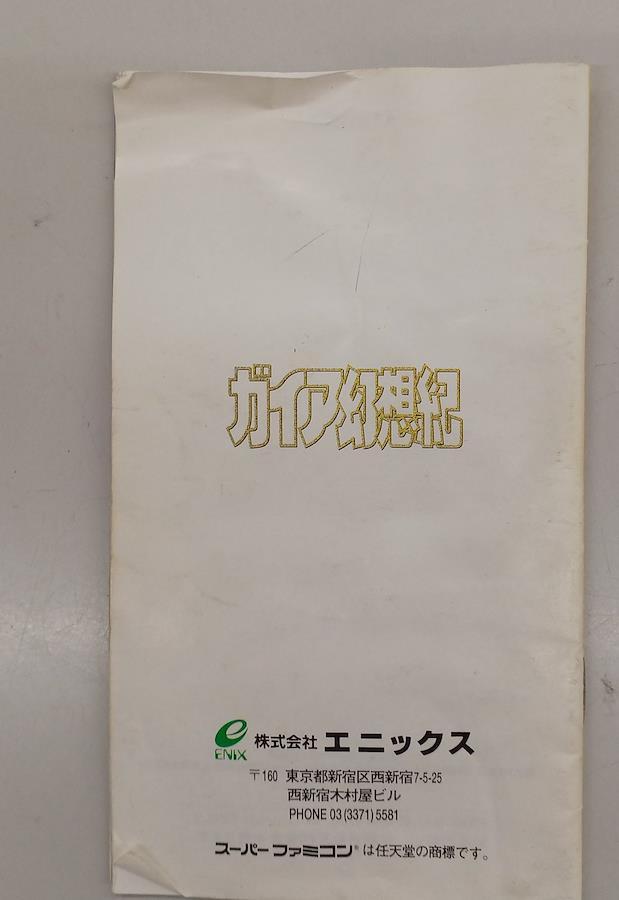 ガイア幻想紀
ENIX 株式会社 エニックス
〒160 東京都新宿区西新宿7-5-25
西新宿木村屋ビル
PHONE 03(3371)5581
スーパーファミコン®は任天堂の商標です。